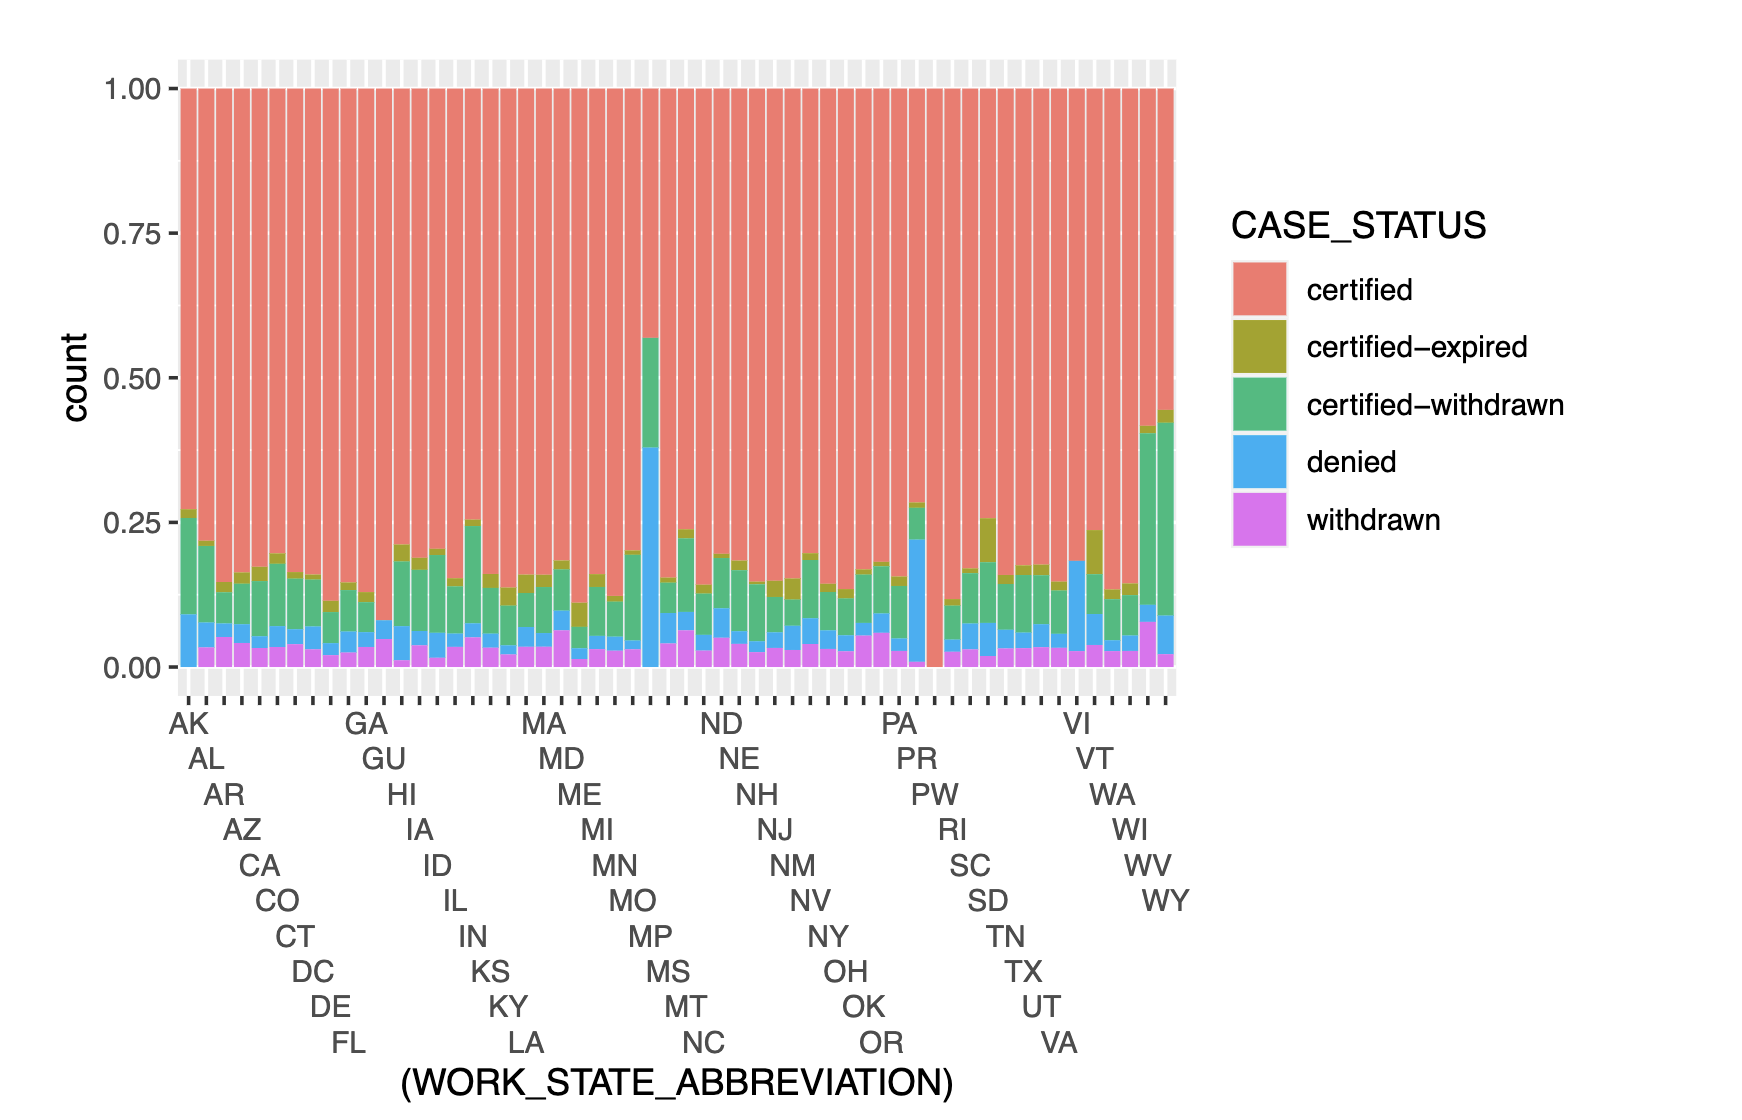 1.00
0.75
0.50
0.25
0.00
count
AK GA MA ND PA VI
AL GU MD NE PR VT
AR HI ME NH PW WA
AZ IA MI NJ RI WI
CA ID MN NM SC WV
CO IL MO NV SD WY
CT IN MP NY TN
DC KS MS OH TX
DE KY MT OK UT
FL LA NC OR VA
(WORK_STATE_ABBREVIATION)
CASE_STATUS
certified
certified−expired
certified−withdrawn
denied
withdrawn